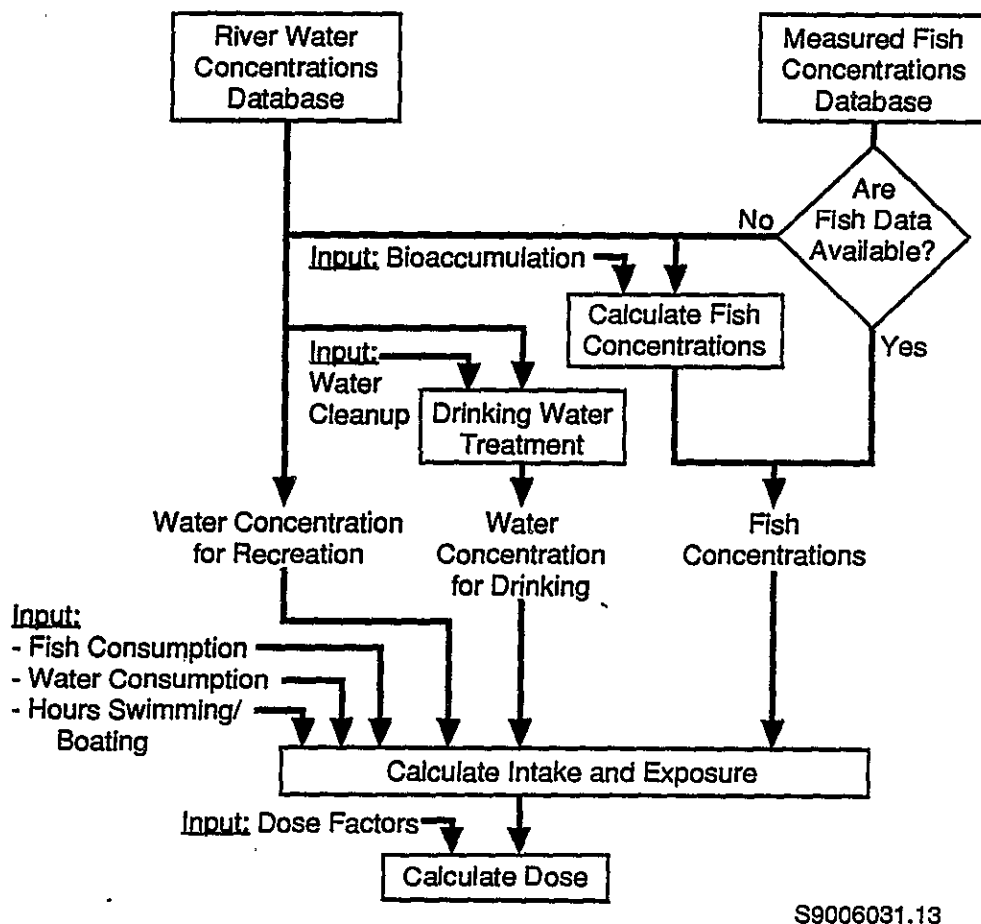 River Water
Concentrations
Database
Measured Fish
Concentrations
Database
Are
Fish Data
Available?
No
Yes
Input: Bioaccumulation
Calculate Fish
Concentrations
Input:
Water
Cleanup
Drinking Water
Treatment
Water Concentration
for Recreation
Water
Concentration
for Drinking
Fish
Concentrations
Input:
- Fish Consumption
- Water Consumption
- Hours Swimming/
Boating
Calculate Intake and Exposure
Input: Dose Factors
Calculate Dose
S9006031.13